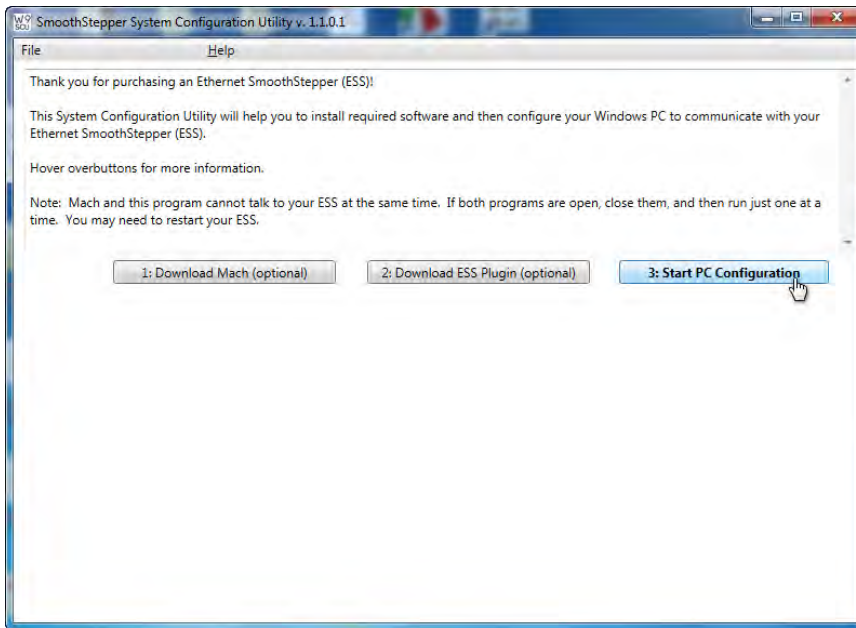 W9
SCU
SmoothStepper System Configuration Utility v. 1.1.0.1
File Help
Thank you for purchasing an Ethernet SmoothStepper (ESS)!
This System Configuration Utility will help you to install required software and then configure your Windows PC to communicate with your
Ethernet SmoothStepper (ESS).
Hover overbuttons for more information.
Note: Mach and this program cannot talk to your ESS at the same time. If both programs are open, close them, and then run just one at a
time. You may need to restart your ESS.
1: Download Mach (optional) 2: Download ESS Plugin (optional) 3: Start PC Configuration